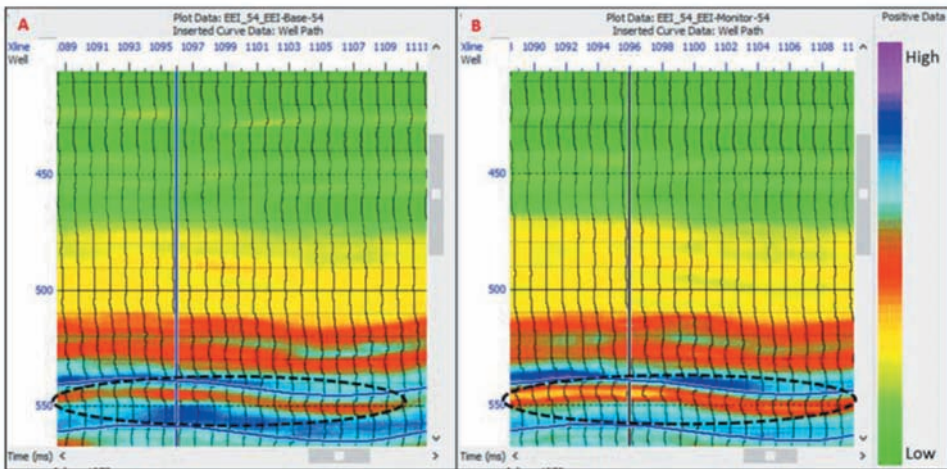 A
Plot Data: EEI_54_EEI-Base-54
Inserted Curve Data: Well Path
Xline 1089 1091 1093 1095 1097 1099 1101 1103 1105 1107 1109 1111
Well
450
500
550
Time (ms)
B
Plot Data: EEI_54_EEI-Monitor-54
Inserted Curve Data: Well Path
Xline 1090 1092 1094 1096 1098 1100 1102 1104 1106 1108
Well
450
500
550
Time (ms)
Positive Data
High
Low